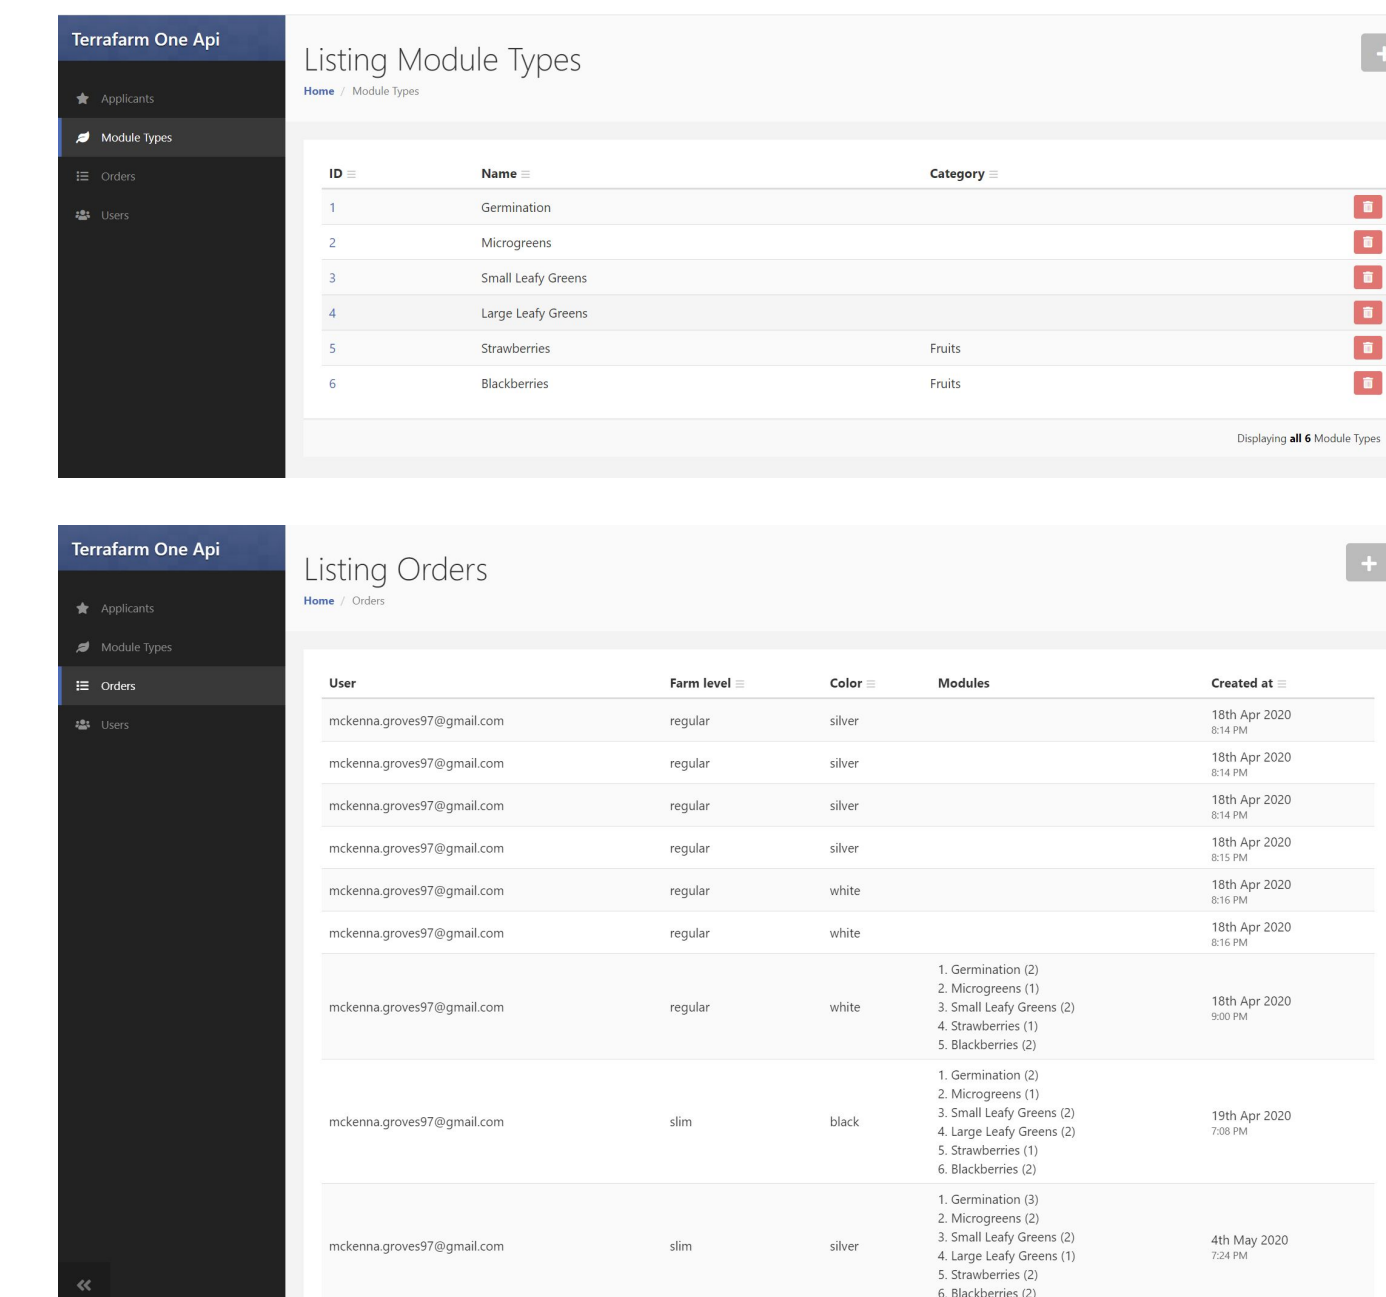 Terrafarm One Api
Applicants
Module Types
Orders
Users
Listing Module Types
Home / Module Types
ID Name Category
1 Germination
2 Microgreens
3 Small Leafy Greens
4 Large Leafy Greens
5 Strawberries Fruits
6 Blackberries Fruits
Displaying all 6 Module Types
Terrafarm One Api
Applicants
Module Types
Orders
Users
Listing Orders
Home / Orders
User Farm level Color Modules Created at
mckenna.groves97@gmail.com regular silver 18th Apr 2020
8:14 PM
mckenna.groves97@gmail.com regular silver 18th Apr 2020
8:14 PM
mckenna.groves97@gmail.com regular silver 18th Apr 2020
8:14 PM
mckenna.groves97@gmail.com regular silver 18th Apr 2020
8:15 PM
mckenna.groves97@gmail.com regular white 18th Apr 2020
8:16 PM
mckenna.groves97@gmail.com regular white 18th Apr 2020
8:16 PM
mckenna.groves97@gmail.com regular white
1. Germination (2)
2. Microgreens (1)
3. Small Leafy Greens (2)
4. Strawberries (1)
5. Blackberries (2)
18th Apr 2020
9:00 PM
mckenna.groves97@gmail.com slim black
1. Germination (2)
2. Microgreens (1)
3. Small Leafy Greens (2)
4. Large Leafy Greens (2)
5. Strawberries (1)
6. Blackberries (2)
19th Apr 2020
7:08 PM
mckenna.groves97@gmail.com slim silver
1. Germination (3)
2. Microgreens (2)
3. Small Leafy Greens (2)
4. Large Leafy Greens (1)
5. Strawberries (2)
6. Blackberries (2)
4th May 2020
7:24 PM